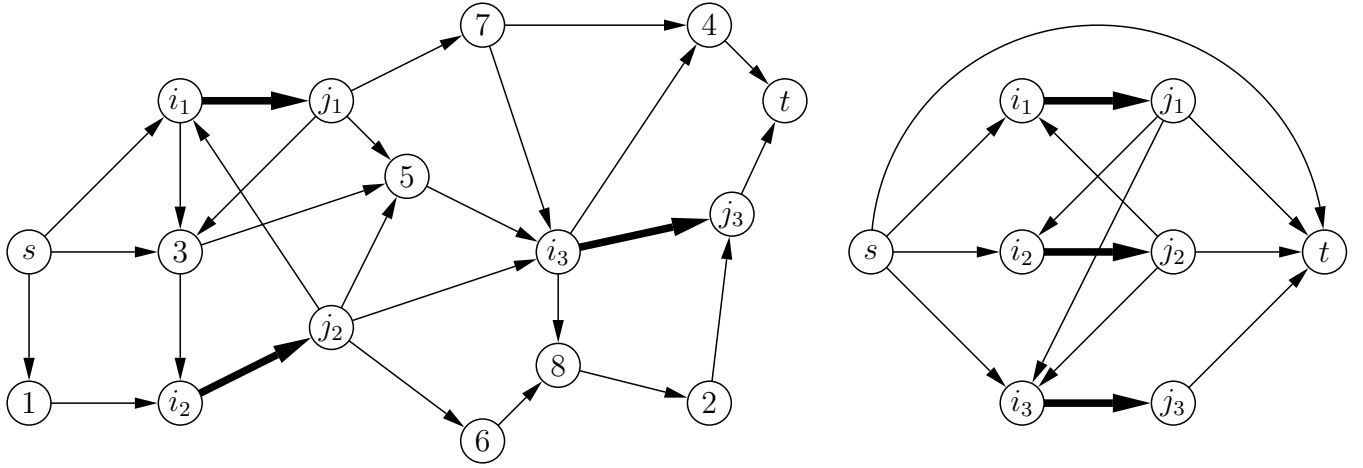 7 4
i₁ j₁ t
5
s 3 i₃ j₃
j₂
8
1 i₂ 2
6
i₁ j₁
s i₂ j₂ t
i₃ j₃